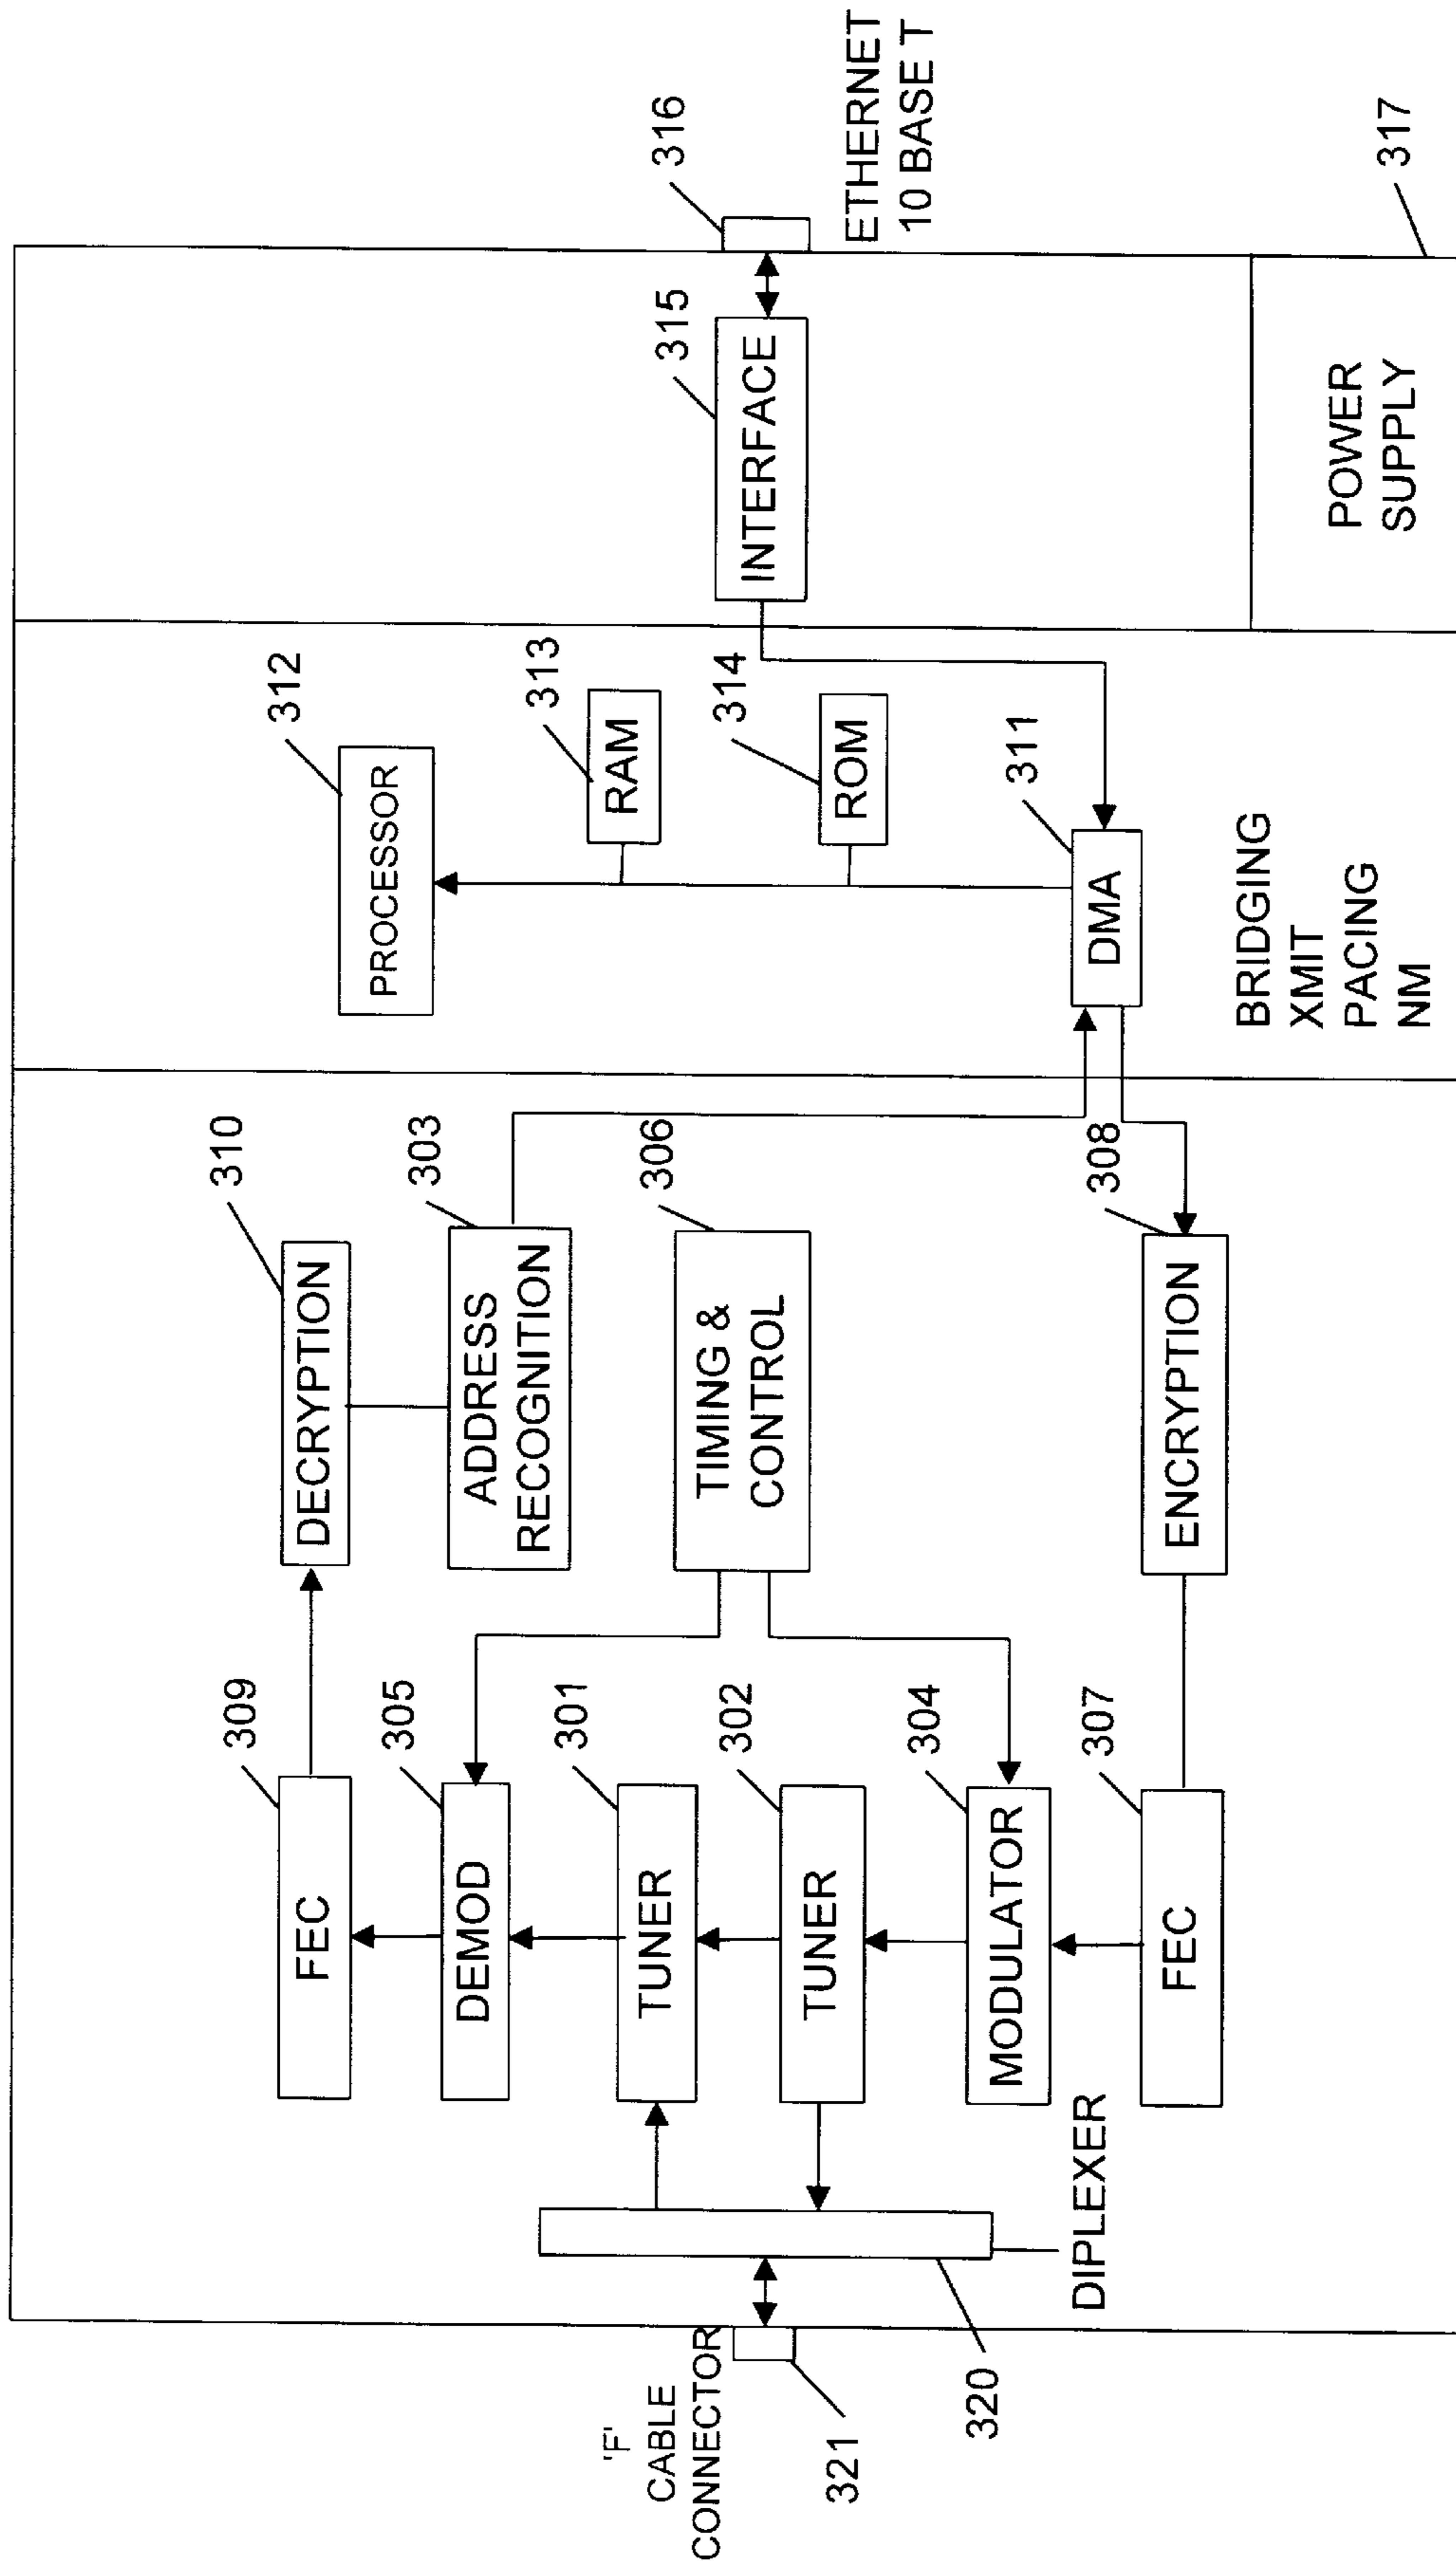 'F'
CABLE
CONNECTOR
321
320
DIPLEXER
309
FEC
305
DEMOD
301
TUNER
302
TUNER
304
MODULATOR
307
FEC
310
DECRYPTION
303
ADDRESS
RECOGNITION
306
TIMING &
CONTROL
308
ENCRYPTION
312
PROCESSOR
313
RAM
314
ROM
311
DMA
BRIDGING
XMIT
PACING
NM
315
INTERFACE
316
ETHERNET
10 BASE T
POWER
SUPPLY
317